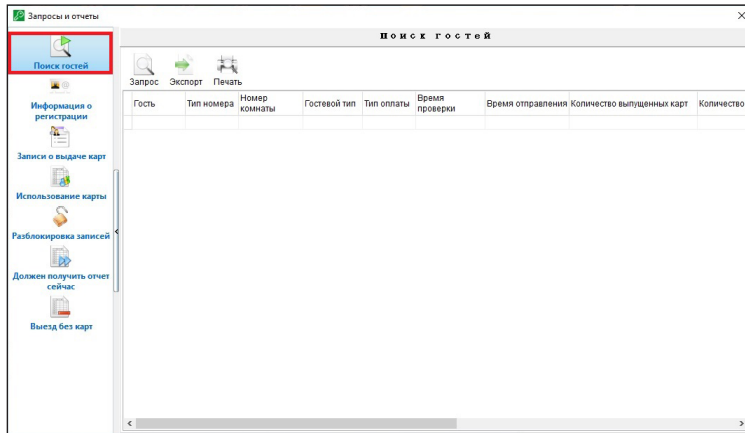 Запросы и отчеты
Поиск гостей
Поиск гостей
Информация о
регистрации
Записи о выдаче карт
Использование карты
Разблокировка записей
Должен получить отчет
сейчас
Выезд без карт
Запрос Экспорт Печать
Гость Тип номера Номер комнаты Гостевой тип Тип оплаты Время проверки Время отправления Количество выпущенных карт Количество